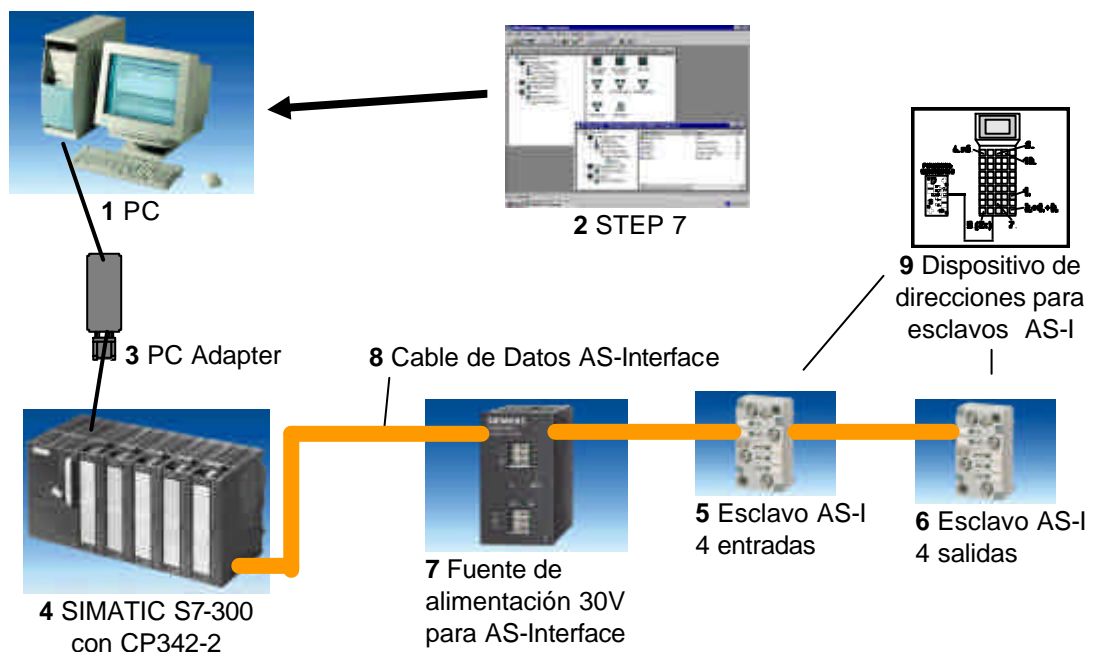 1 PC
2 STEP 7
9 Dispositivo de
direcciones para
esclavos AS-I
3 PC Adapter
8 Cable de Datos AS-Interface
SIEMENS
5 Esclavo AS-I
4 entradas
6 Esclavo AS-I
4 salidas
7 Fuente de
alimentación 30V
para AS-Interface
4 SIMATIC S7-300
con CP342-2